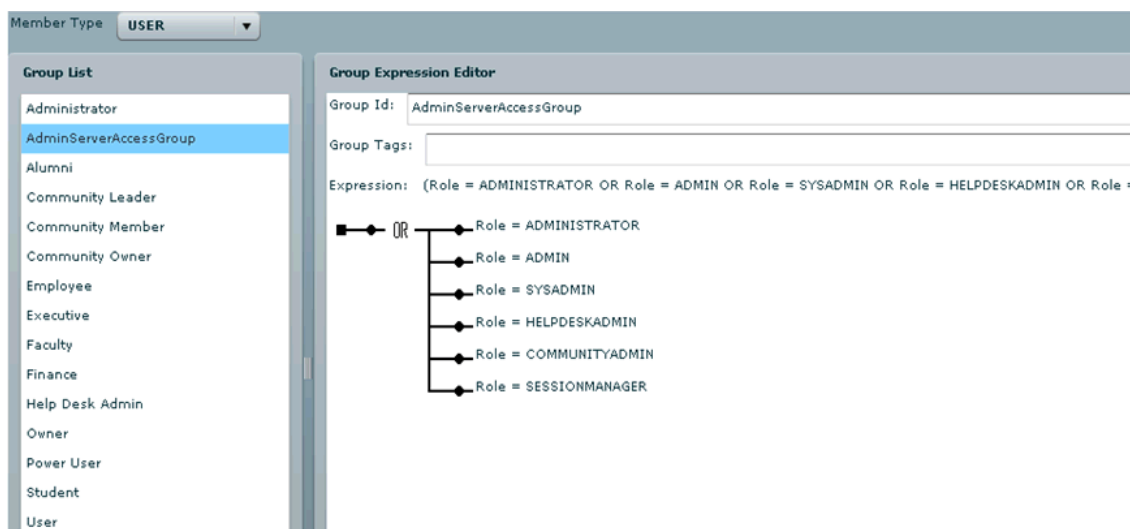 Member Type USER
Group List
Administrator
AdminServerAccessGroup
Alumni
Community Leader
Community Member
Community Owner
Employee
Executive
Faculty
Finance
Help Desk Admin
Owner
Power User
Student
User
Group Expression Editor
Group Id: AdminServerAccessGroup
Group Tags:
Expression: (Role = ADMINISTRATOR OR Role = ADMIN OR Role = SYSADMIN OR Role = HELPDESKADMIN OR Role =
OR
Role = ADMINISTRATOR
Role = ADMIN
Role = SYSADMIN
Role = HELPDESKADMIN
Role = COMMUNITYADMIN
Role = SESSIONMANAGER